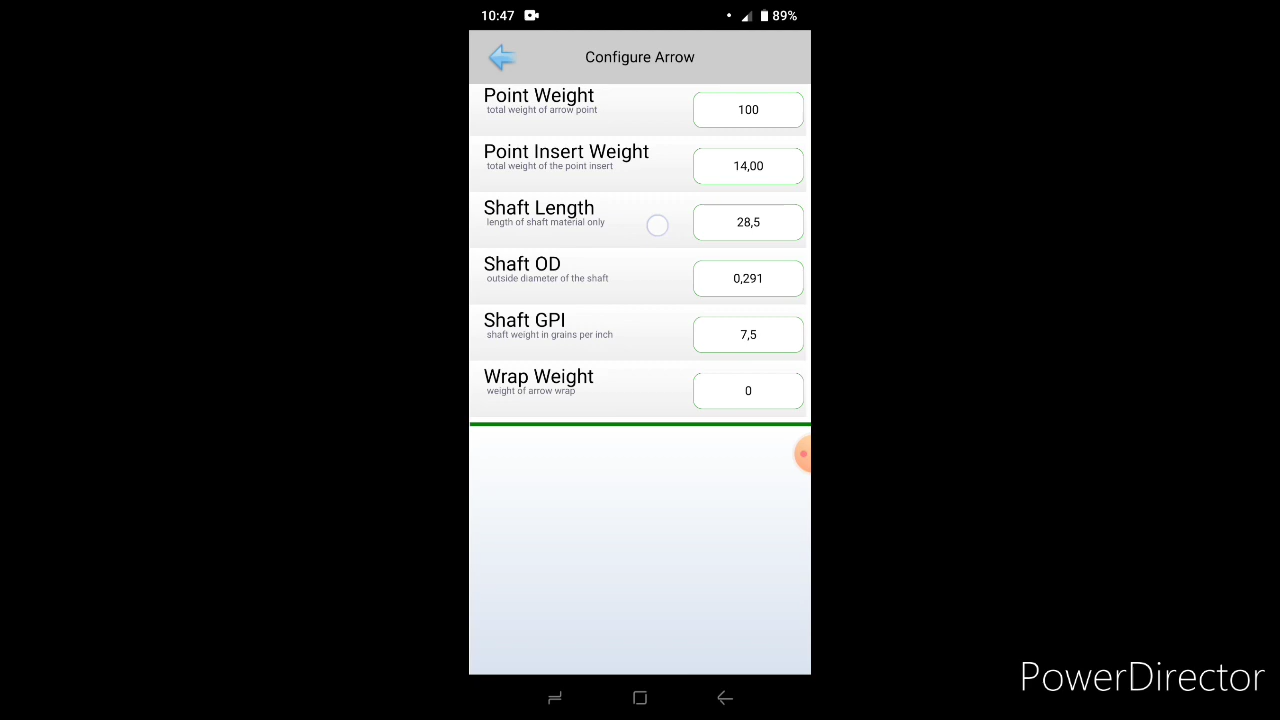 10:47
89%
Configure Arrow
Point Weight
total weight of arrow point
100
Point Insert Weight
total weight of the point insert
14,00
Shaft Length
length of shaft material only
28,5
Shaft OD
outside diameter of the shaft
0,291
Shaft GPI
shaft weight in grains per inch
7,5
Wrap Weight
weight of arrow wrap
0
PowerDirector